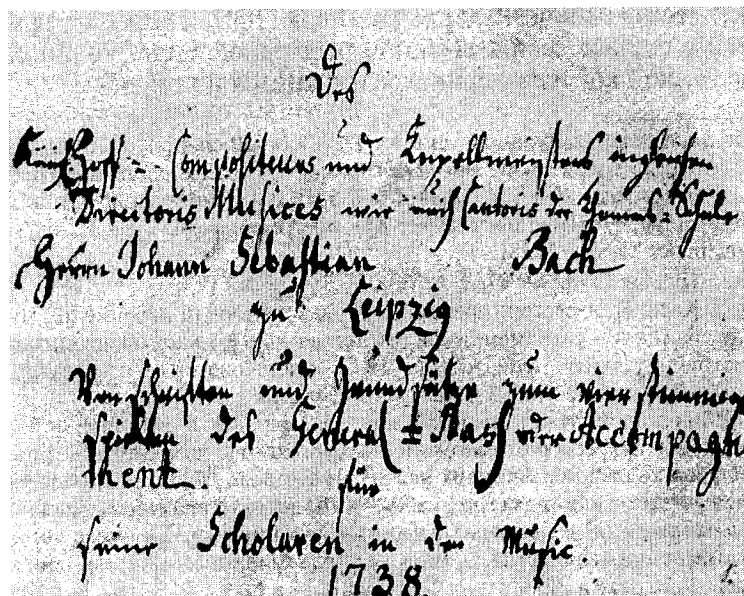 Des
Hoff= Compositeurs und Capellmeisters ingleichen
Directoris Musices wie auch Cantoris der Thomas=Schule
Herrn Johann Sebastian Bach
zu Leipzig
Vorschriften und Grundsätze zum vierstimmigen
spielen des General=Bass oder Accompagne
ment. für
seine Scholaren in der Music.
1738.